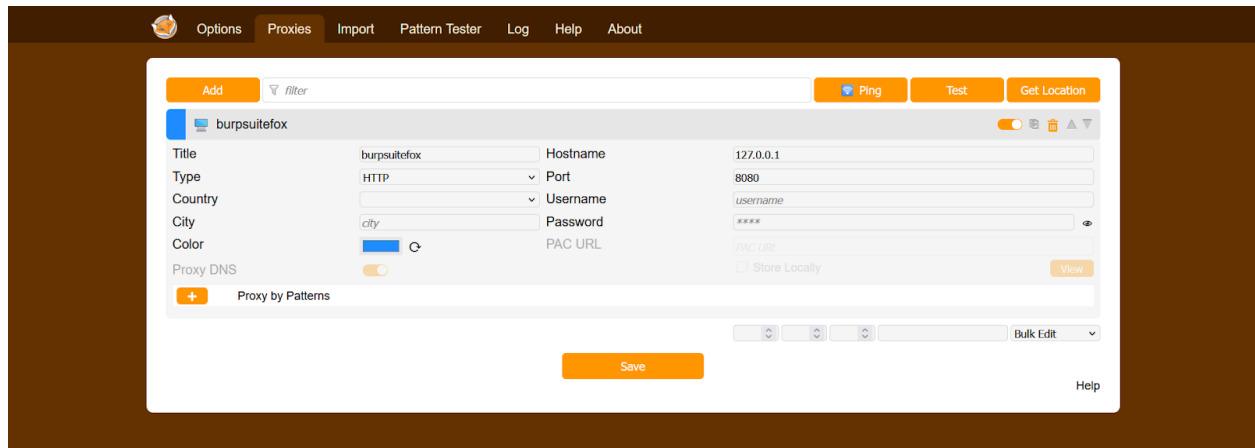 Options Proxies Import Pattern Tester Log Help About
Add filter Ping Test Get Location
burpsuitefox
Title burpsuitefox Hostname 127.0.0.1
Type HTTP Port 8080
Country Username username
City city Password ****
Color PAC URL PAC URL
Proxy DNS Store Locally View
+ Proxy by Patterns
Bulk Edit
Save
Help